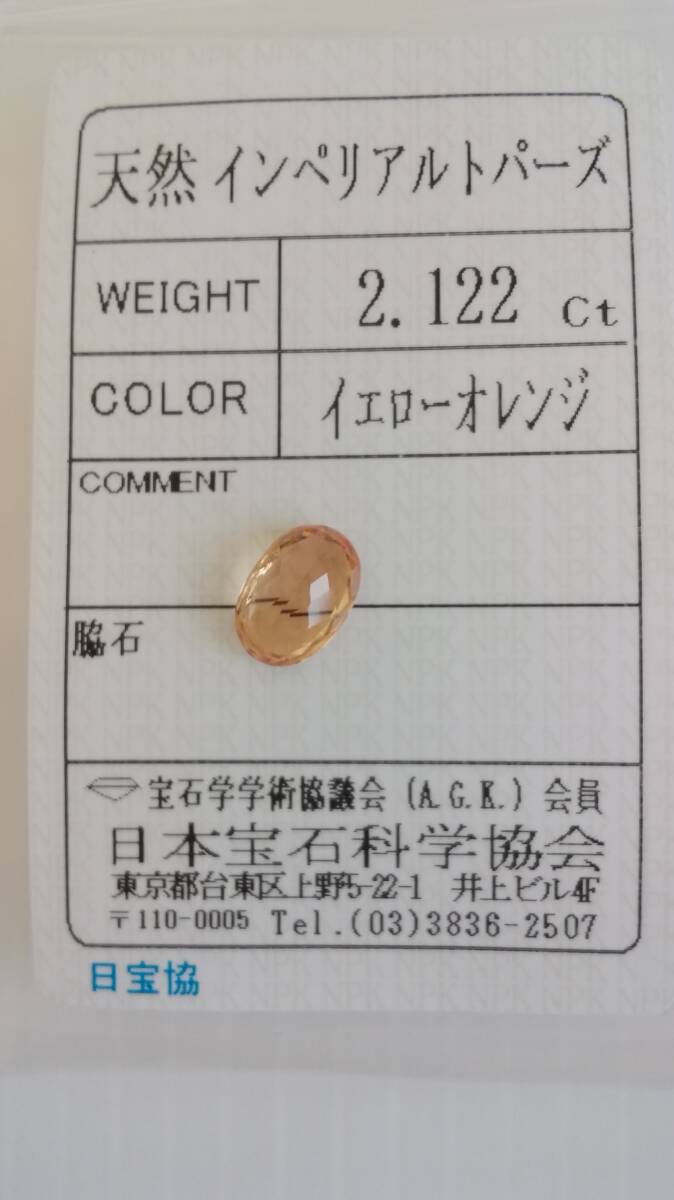 天然 インペリアルトパーズ
WEIGHT 2.122 Ct
COLOR イエローオレンジ
COMMENT
脇石
宝石学学術協議会 (A.G.K.) 会員
日本宝石科学協会
東京都台東区上野5-22-1 井上ビル4F
〒110-0005 Tel.(03)3836-2507
日宝協